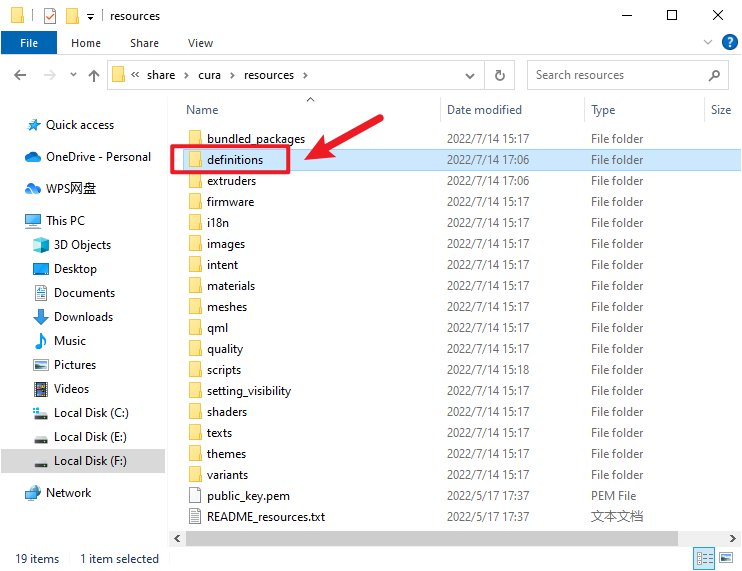 resources
File Home Share View
« share › cura › resources › Search resources
Name Date modified Type Size
Quick access
OneDrive - Personal
WPS网盘
This PC
3D Objects
Desktop
Documents
Downloads
Music
Pictures
Videos
Local Disk (C:)
Local Disk (E:)
Local Disk (F:)
Network
bundled_packages 2022/7/14 15:17 File folder
definitions 2022/7/14 17:06 File folder
extruders 2022/7/14 17:06 File folder
firmware 2022/7/14 15:17 File folder
i18n 2022/7/14 15:17 File folder
images 2022/7/14 15:17 File folder
intent 2022/7/14 15:17 File folder
materials 2022/7/14 15:17 File folder
meshes 2022/7/14 15:17 File folder
qml 2022/7/14 15:17 File folder
quality 2022/7/14 15:17 File folder
scripts 2022/7/14 15:18 File folder
setting_visibility 2022/7/14 15:17 File folder
shaders 2022/7/14 15:17 File folder
texts 2022/7/14 15:17 File folder
themes 2022/7/14 15:17 File folder
variants 2022/7/14 15:17 File folder
public_key.pem 2022/5/17 17:37 PEM File
README_resources.txt 2022/5/17 17:37 文本文档
19 items 1 item selected